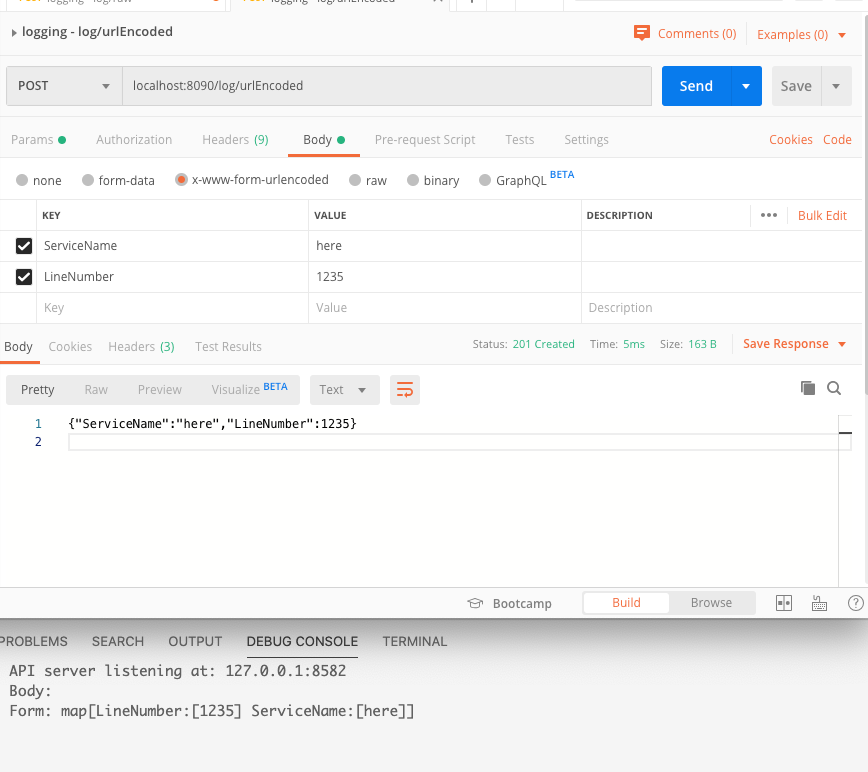 logging - log/urlEncoded
Comments (0)
Examples (0)
POST
localhost:8090/log/urlEncoded
Send
Save
Params
Authorization
Headers (9)
Body
Pre-request Script
Tests
Settings
Cookies
Code
none
form-data
x-www-form-urlencoded
raw
binary
GraphQL BETA
KEY
VALUE
DESCRIPTION
Bulk Edit
ServiceName
here
LineNumber
1235
Key
Value
Description
Body
Cookies
Headers (3)
Test Results
Status: 201 Created
Time: 5ms
Size: 163 B
Save Response
Pretty
Raw
Preview
Visualize BETA
Text
1 {"ServiceName":"here","LineNumber":1235}
2
Bootcamp
Build
Browse
PROBLEMS
SEARCH
OUTPUT
DEBUG CONSOLE
TERMINAL
API server listening at: 127.0.0.1:8582
Body:
Form: map[LineNumber:[1235] ServiceName:[here]]